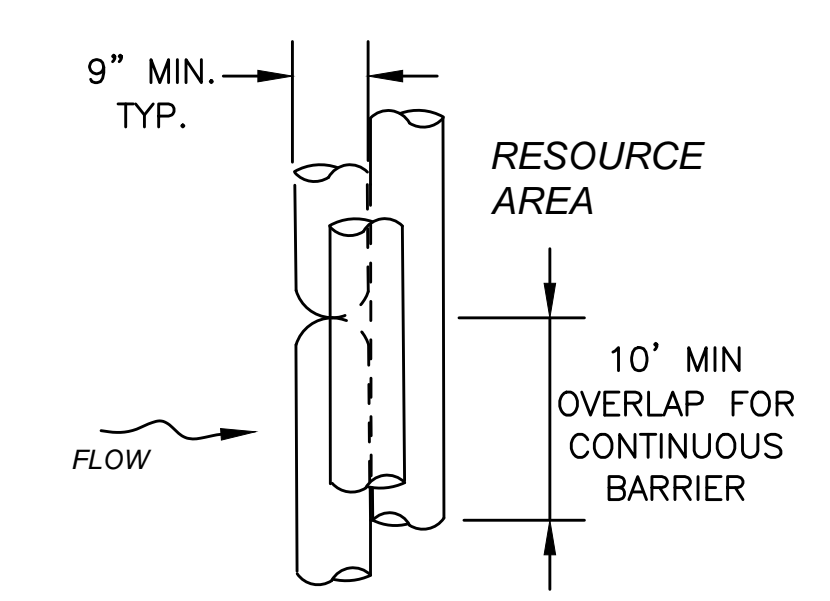 9” MIN.
TYP.
RESOURCE
AREA
10’ MIN
OVERLAP FOR
CONTINUOUS
BARRIER
FLOW